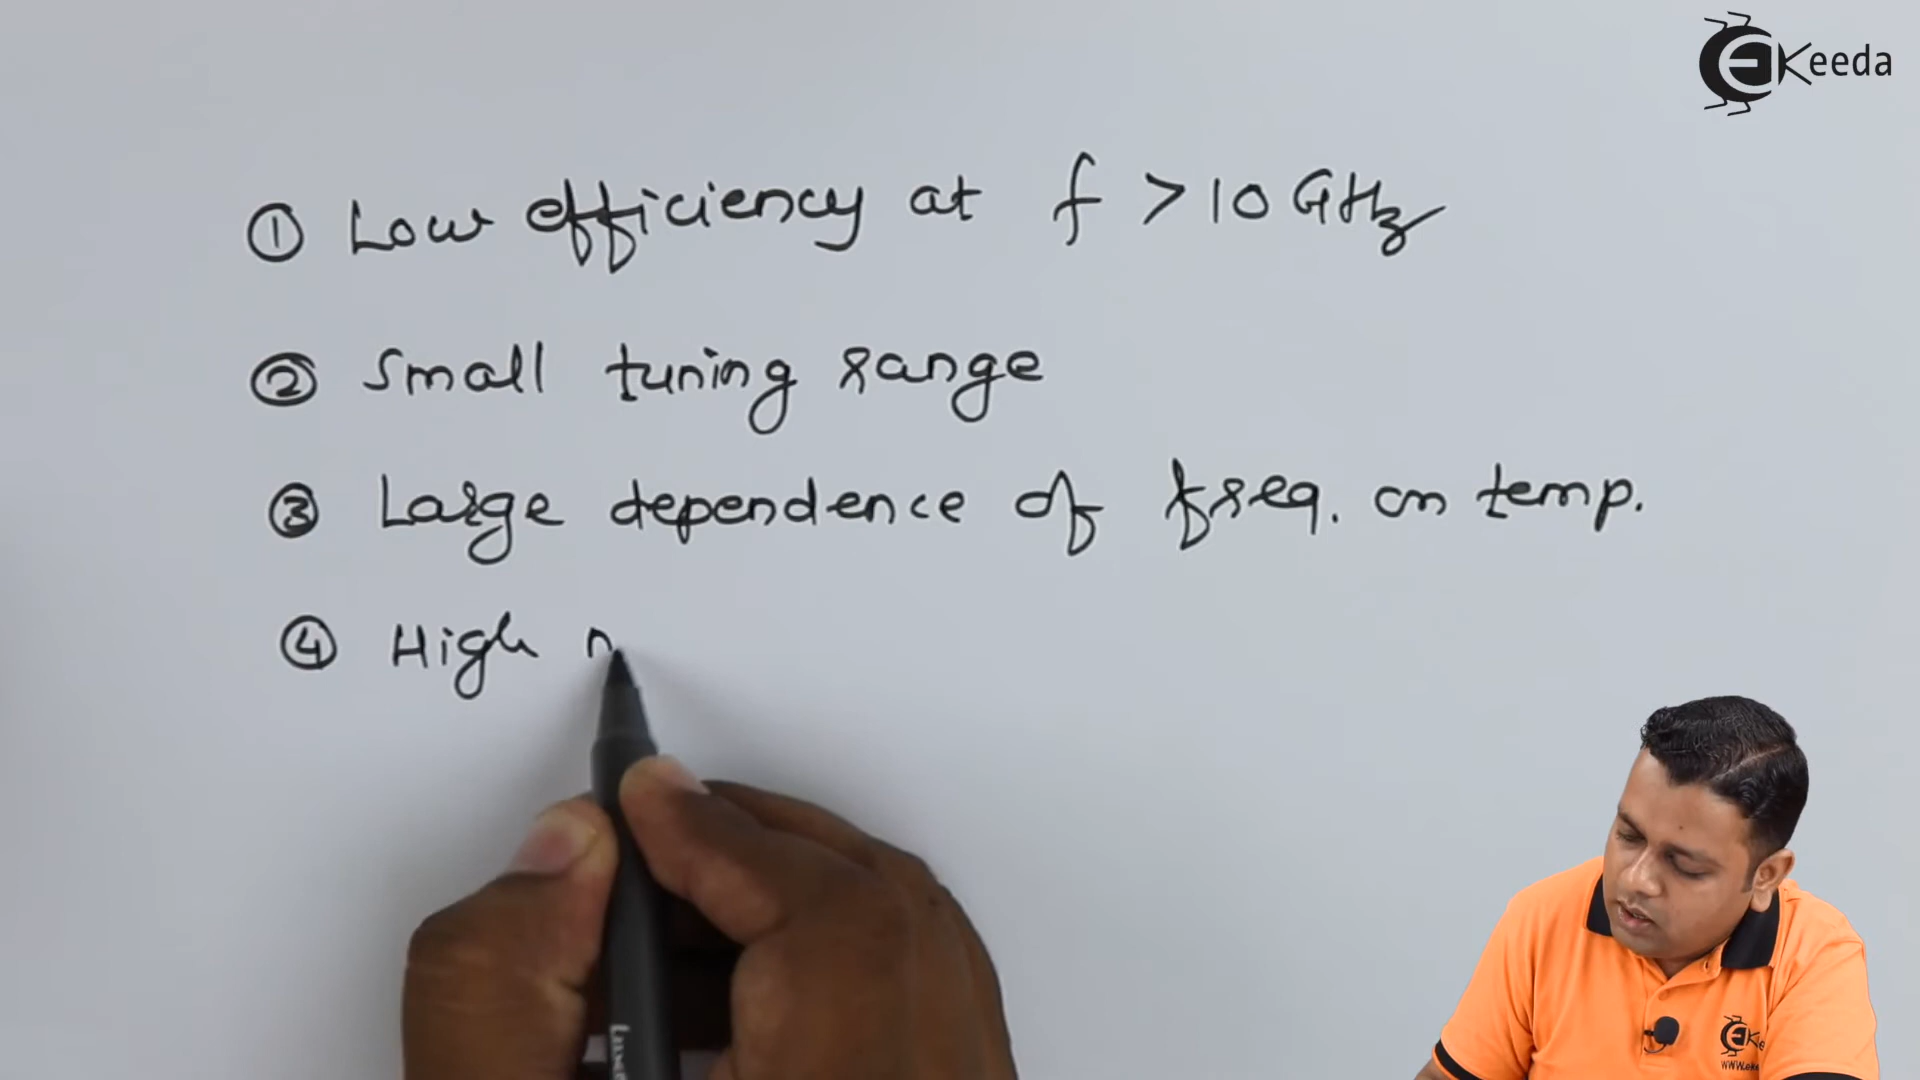 eKeeda
① Low efficiency at f > 10 GHz
② Small tuning range
③ Large dependence of freq. on temp.
④ High n